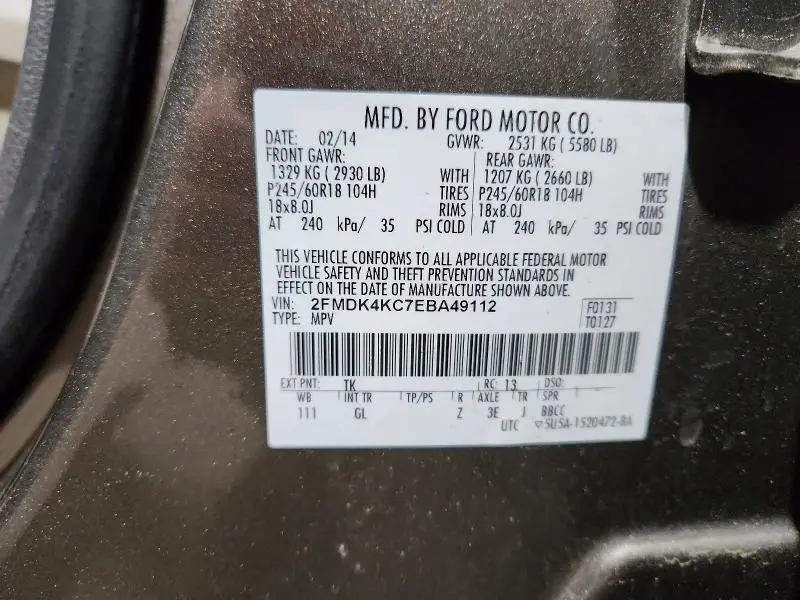 MFD. BY FORD MOTOR CO.
DATE: 02/14 GVWR: 2531 KG ( 5580 LB)
FRONT GAWR: REAR GAWR:
1329 KG ( 2930 LB) WITH 1207 KG ( 2660 LB) WITH
P245/60R18 104H TIRES P245/60R18 104H TIRES
18x8.0J RIMS 18x8.0J RIMS
AT 240 kPa/ 35 PSI COLD AT 240 kPa/ 35 PSI COLD
THIS VEHICLE CONFORMS TO ALL APPLICABLE FEDERAL MOTOR
VEHICLE SAFETY AND THEFT PREVENTION STANDARDS IN
EFFECT ON THE DATE OF MANUFACTURE SHOWN ABOVE.
VIN: 2FMDK4KC7EBA49112 F0131
TYPE: MPV T0127
EXT PNT: TK RC: 13 DSO:
WB INT TR TP/PS R AXLE TR SPR
111 GL Z 3E J BBCC
UTC ▽5U5A-1520472-BA